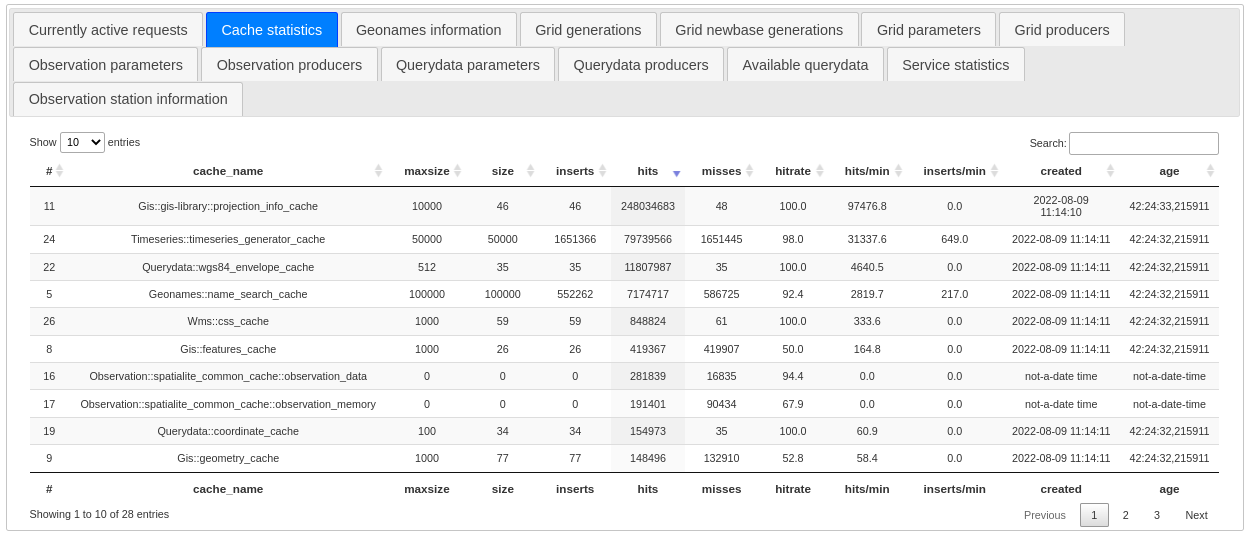 Currently active requests Cache statistics Geonames information Grid generations Grid newbase generations Grid parameters Grid producers
Observation parameters Observation producers Querydata parameters Querydata producers Available querydata Service statistics
Observation station information
Show 10 entries Search:
# cache_name maxsize size inserts hits misses hitrate hits/min inserts/min created age
11 Gis::gis-library::projection_info_cache 10000 46 46 248034683 48 100.0 97476.8 0.0 2022-08-09 11:14:10 42:24:33,215911
24 Timeseries::timeseries_generator_cache 50000 50000 1651366 79739566 1651445 98.0 31337.6 649.0 2022-08-09 11:14:11 42:24:32,215911
22 Querydata::wgs84_envelope_cache 512 35 35 11807987 35 100.0 4640.5 0.0 2022-08-09 11:14:11 42:24:32,215911
5 Geonames::name_search_cache 100000 100000 552262 7174717 586725 92.4 2819.7 217.0 2022-08-09 11:14:11 42:24:32,215911
26 Wms::css_cache 1000 59 59 848824 61 100.0 333.6 0.0 2022-08-09 11:14:11 42:24:32,215911
8 Gis::features_cache 1000 26 26 419367 419907 50.0 164.8 0.0 2022-08-09 11:14:11 42:24:32,215911
16 Observation::spatialite_common_cache::observation_data 0 0 0 281839 16835 94.4 0.0 0.0 not-a-date time not-a-date-time
17 Observation::spatialite_common_cache::observation_memory 0 0 0 191401 90434 67.9 0.0 0.0 not-a-date time not-a-date-time
19 Querydata::coordinate_cache 100 34 34 154973 35 100.0 60.9 0.0 2022-08-09 11:14:11 42:24:32,215911
9 Gis::geometry_cache 1000 77 77 148496 132910 52.8 58.4 0.0 2022-08-09 11:14:11 42:24:32,215911
# cache_name maxsize size inserts hits misses hitrate hits/min inserts/min created age
Showing 1 to 10 of 28 entries Previous 1 2 3 Next